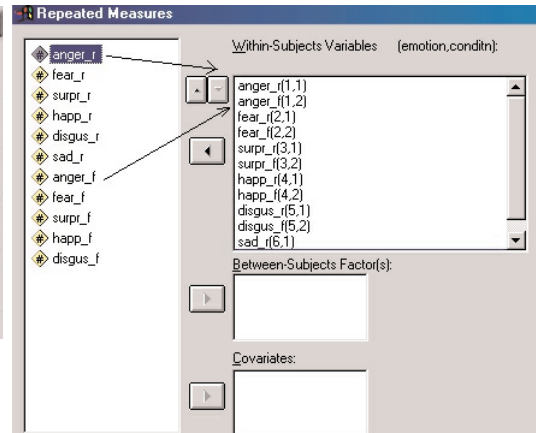 Repeated Measures
anger_r
fear_r
surpr_r
happ_r
disgus_r
sad_r
anger_f
fear_f
surpr_f
happ_f
disgus_f
Within-Subjects Variables (emotion,conditn):
anger_r(1,1)
anger_f(1,2)
fear_r(2,1)
fear_f(2,2)
surpr_r(3,1)
surpr_f(3,2)
happ_r(4,1)
happ_f(4,2)
disgus_r(5,1)
disgus_f(5,2)
sad_r(6,1)
Between-Subjects Factor(s):
Covariates: